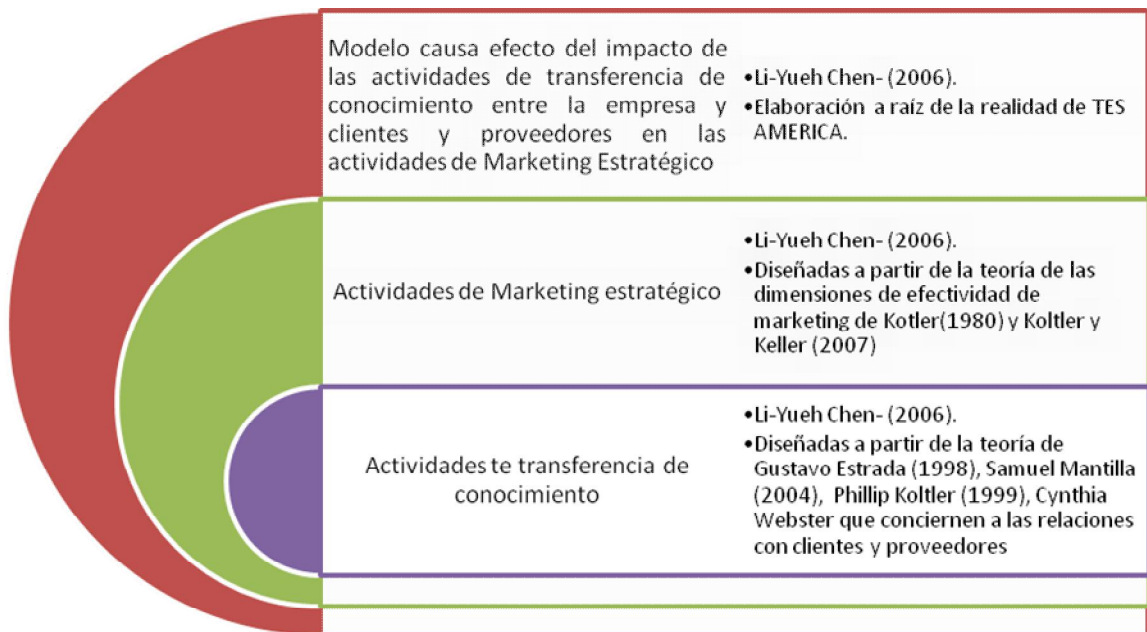 Modelo causa efecto del impacto de
las actividades de transferencia de
conocimiento entre la empresa y
clientes y proveedores en las
actividades de Marketing Estratégico
•Li-Yueh Chen- (2006).
•Elaboración a raíz de la realidad de TES
AMERICA.
Actividades de Marketing estratégico
•Li-Yueh Chen- (2006).
•Diseñadas a partir de la teoría de las
dimensiones de efectividad de
marketing de Kotler(1980) y Koltler y
Keller (2007)
Actividades te transferencia de
conocimiento
•Li-Yueh Chen- (2006).
•Diseñadas a partir de la teoría de
Gustavo Estrada (1998), Samuel Mantilla
(2004), Phillip Koltler (1999), Cynthia
Webster que conciernen a las relaciones
con clientes y proveedores